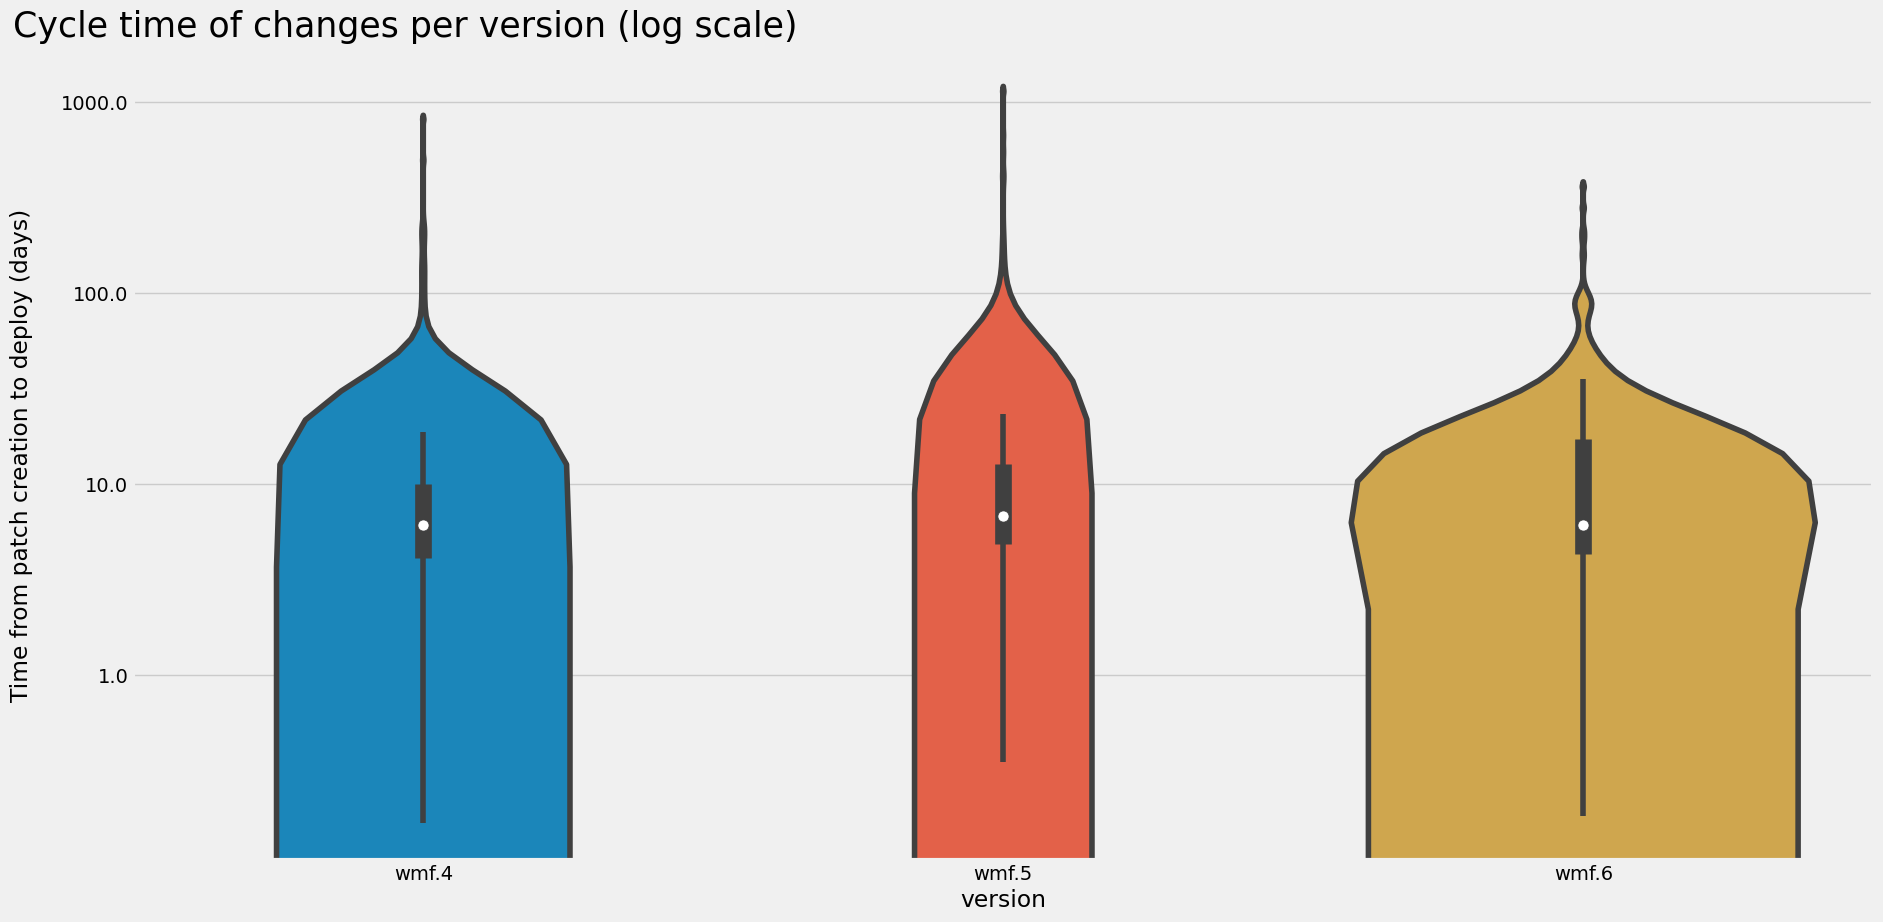 Cycle time of changes per version (log scale)
Time from patch creation to deploy (days)
1000.0
100.0
10.0
1.0
wmf.4
wmf.5
wmf.6
version